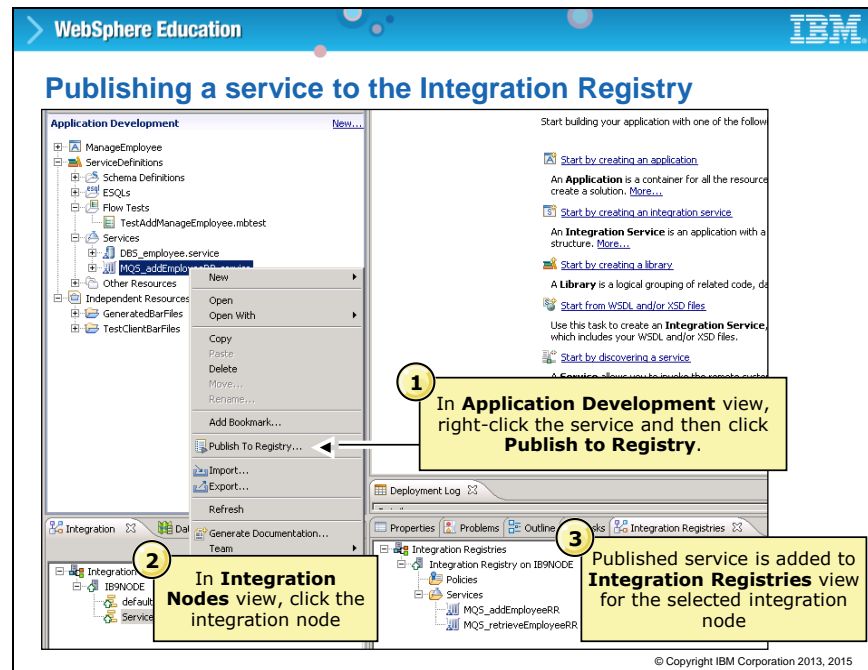 WebSphere Education
IBM
Publishing a service to the Integration Registry
Application Development
New...
ManageEmployee
ServiceDefinitions
Schema Definitions
ESQLs
Flow Tests
TestAddManageEmployee.mbtest
Services
DBS_employee.service
MQS_addEmployeeRR.service
Other Resources
Independent Resources
GeneratedBarFiles
TestClientBarFiles
New
Open
Open With
Copy
Paste
Delete
Move...
Rename...
Add Bookmark...
Publish To Registry...
Import...
Export...
Refresh
Generate Documentation...
Team
Start building your application with one of the follow
Start by creating an application
An Application is a container for all the resource
create a solution. More...
Start by creating an integration service
An Integration Service is an application with a
structure. More...
Start by creating a library
A Library is a logical grouping of related code, da
Start from WSDL and/or XSD files
Use this task to create an Integration Service,
which includes your WSDL and/or XSD files.
Start by discovering a service
1
In Application Development view,
right-click the service and then click
Publish to Registry.
Deployment Log
Integration
Dat
Integration
IB9NODE
default
Service
2
In Integration
Nodes view, click the
integration node
Properties
Problems
Outline
Integration Registries
Integration Registries
Integration Registry on IB9NODE
Policies
Services
MQS_addEmployeeRR
MQS_retrieveEmployeeRR
3
Published service is added to
Integration Registries view
for the selected integration
node
© Copyright IBM Corporation 2013, 2015